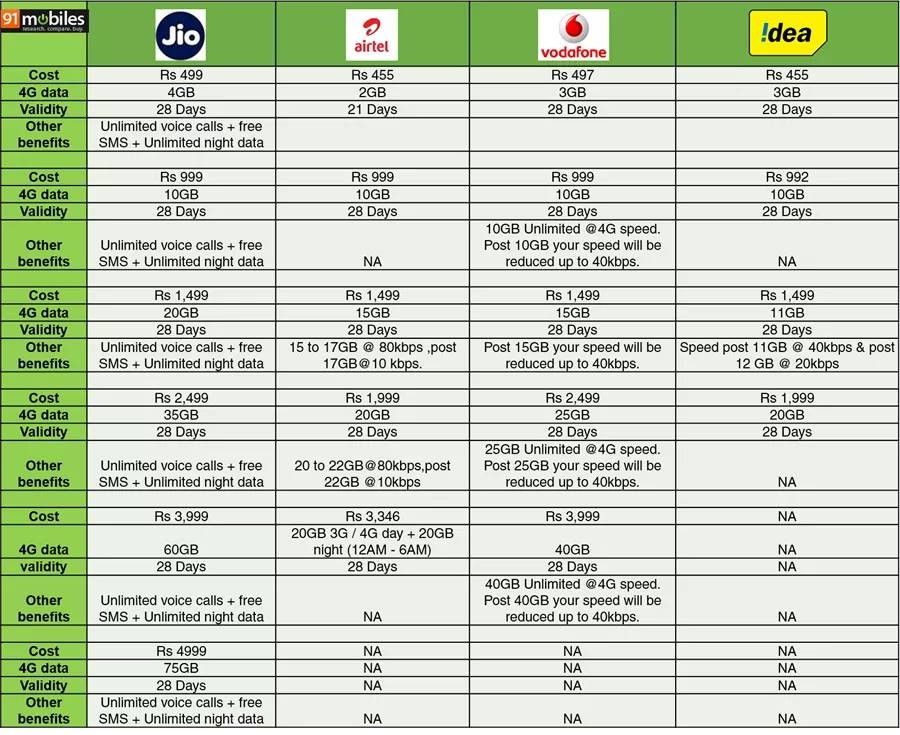 91mobiles
research. compare. buy.
Jio
airtel
vodafone
!dea
Cost Rs 499 Rs 455 Rs 497 Rs 455
4G data 4GB 2GB 3GB 3GB
Validity 28 Days 21 Days 28 Days 28 Days
Other benefits Unlimited voice calls + free
SMS + Unlimited night data
Cost Rs 999 Rs 999 Rs 999 Rs 992
4G data 10GB 10GB 10GB 10GB
Validity 28 Days 28 Days 28 Days 28 Days
Other benefits Unlimited voice calls + free
SMS + Unlimited night data
NA
10GB Unlimited @4G speed.
Post 10GB your speed will be
reduced up to 40kbps.
NA
Cost Rs 1,499 Rs 1,499 Rs 1,499 Rs 1,499
4G data 20GB 15GB 15GB 11GB
Validity 28 Days 28 Days 28 Days 28 Days
Other benefits Unlimited voice calls + free
SMS + Unlimited night data
15 to 17GB @ 80kbps ,post
17GB@10 kbps.
Post 15GB your speed will be
reduced up to 40kbps.
Speed post 11GB @ 40kbps & post
12 GB @ 20kbps
Cost Rs 2,499 Rs 1,999 Rs 2,499 Rs 1,999
4G data 35GB 20GB 25GB 20GB
Validity 28 Days 28 Days 28 Days 28 Days
Other benefits Unlimited voice calls + free
SMS + Unlimited night data
20 to 22GB@80kbps,post
22GB @10kbps
25GB Unlimited @4G speed.
Post 25GB your speed will be
reduced up to 40kbps.
NA
Cost Rs 3,999 Rs 3,346 Rs 3,999 NA
4G data 60GB
20GB 3G / 4G day + 20GB
night (12AM - 6AM)
40GB NA
validity 28 Days 28 Days 28 Days NA
Other benefits Unlimited voice calls + free
SMS + Unlimited night data
NA
40GB Unlimited @4G speed.
Post 40GB your speed will be
reduced up to 40kbps.
NA
Cost Rs 4999 NA NA NA
4G data 75GB NA NA NA
Validity 28 Days NA NA NA
Other benefits Unlimited voice calls + free
SMS + Unlimited night data
NA NA NA